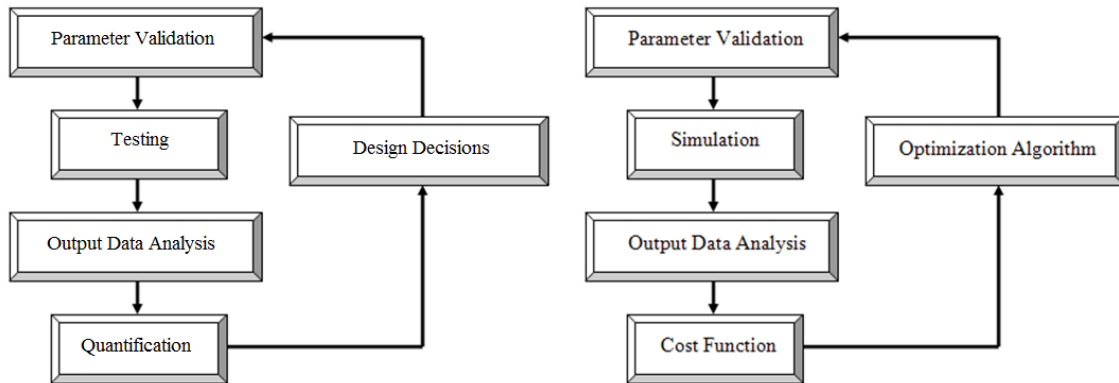 Parameter Validation
Testing
Output Data Analysis
Quantification
Design Decisions
Parameter Validation
Simulation
Output Data Analysis
Cost Function
Optimization Algorithm